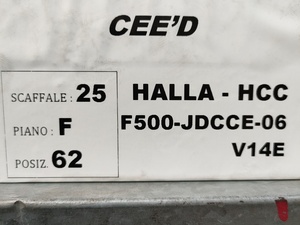 CEE'D
SCAFFALE : 25
PIANO : F
POSIZ. 62
HALLA - HCC
F500-JDCCE-06
V14E